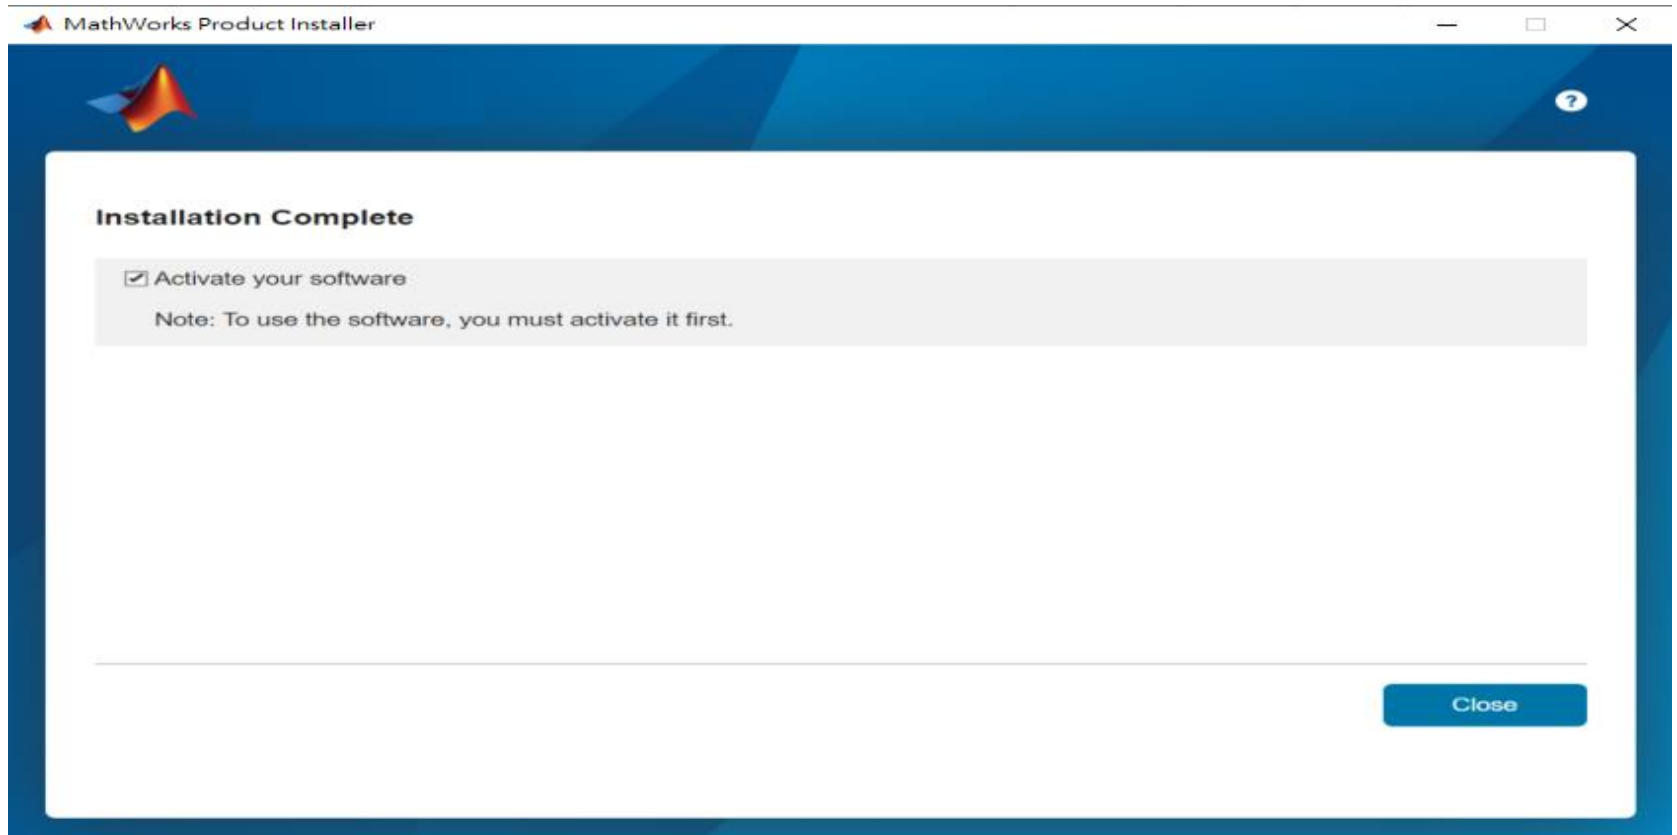 MathWorks Product Installer
?
Installation Complete
Activate your software
Note: To use the software, you must activate it first.
Close